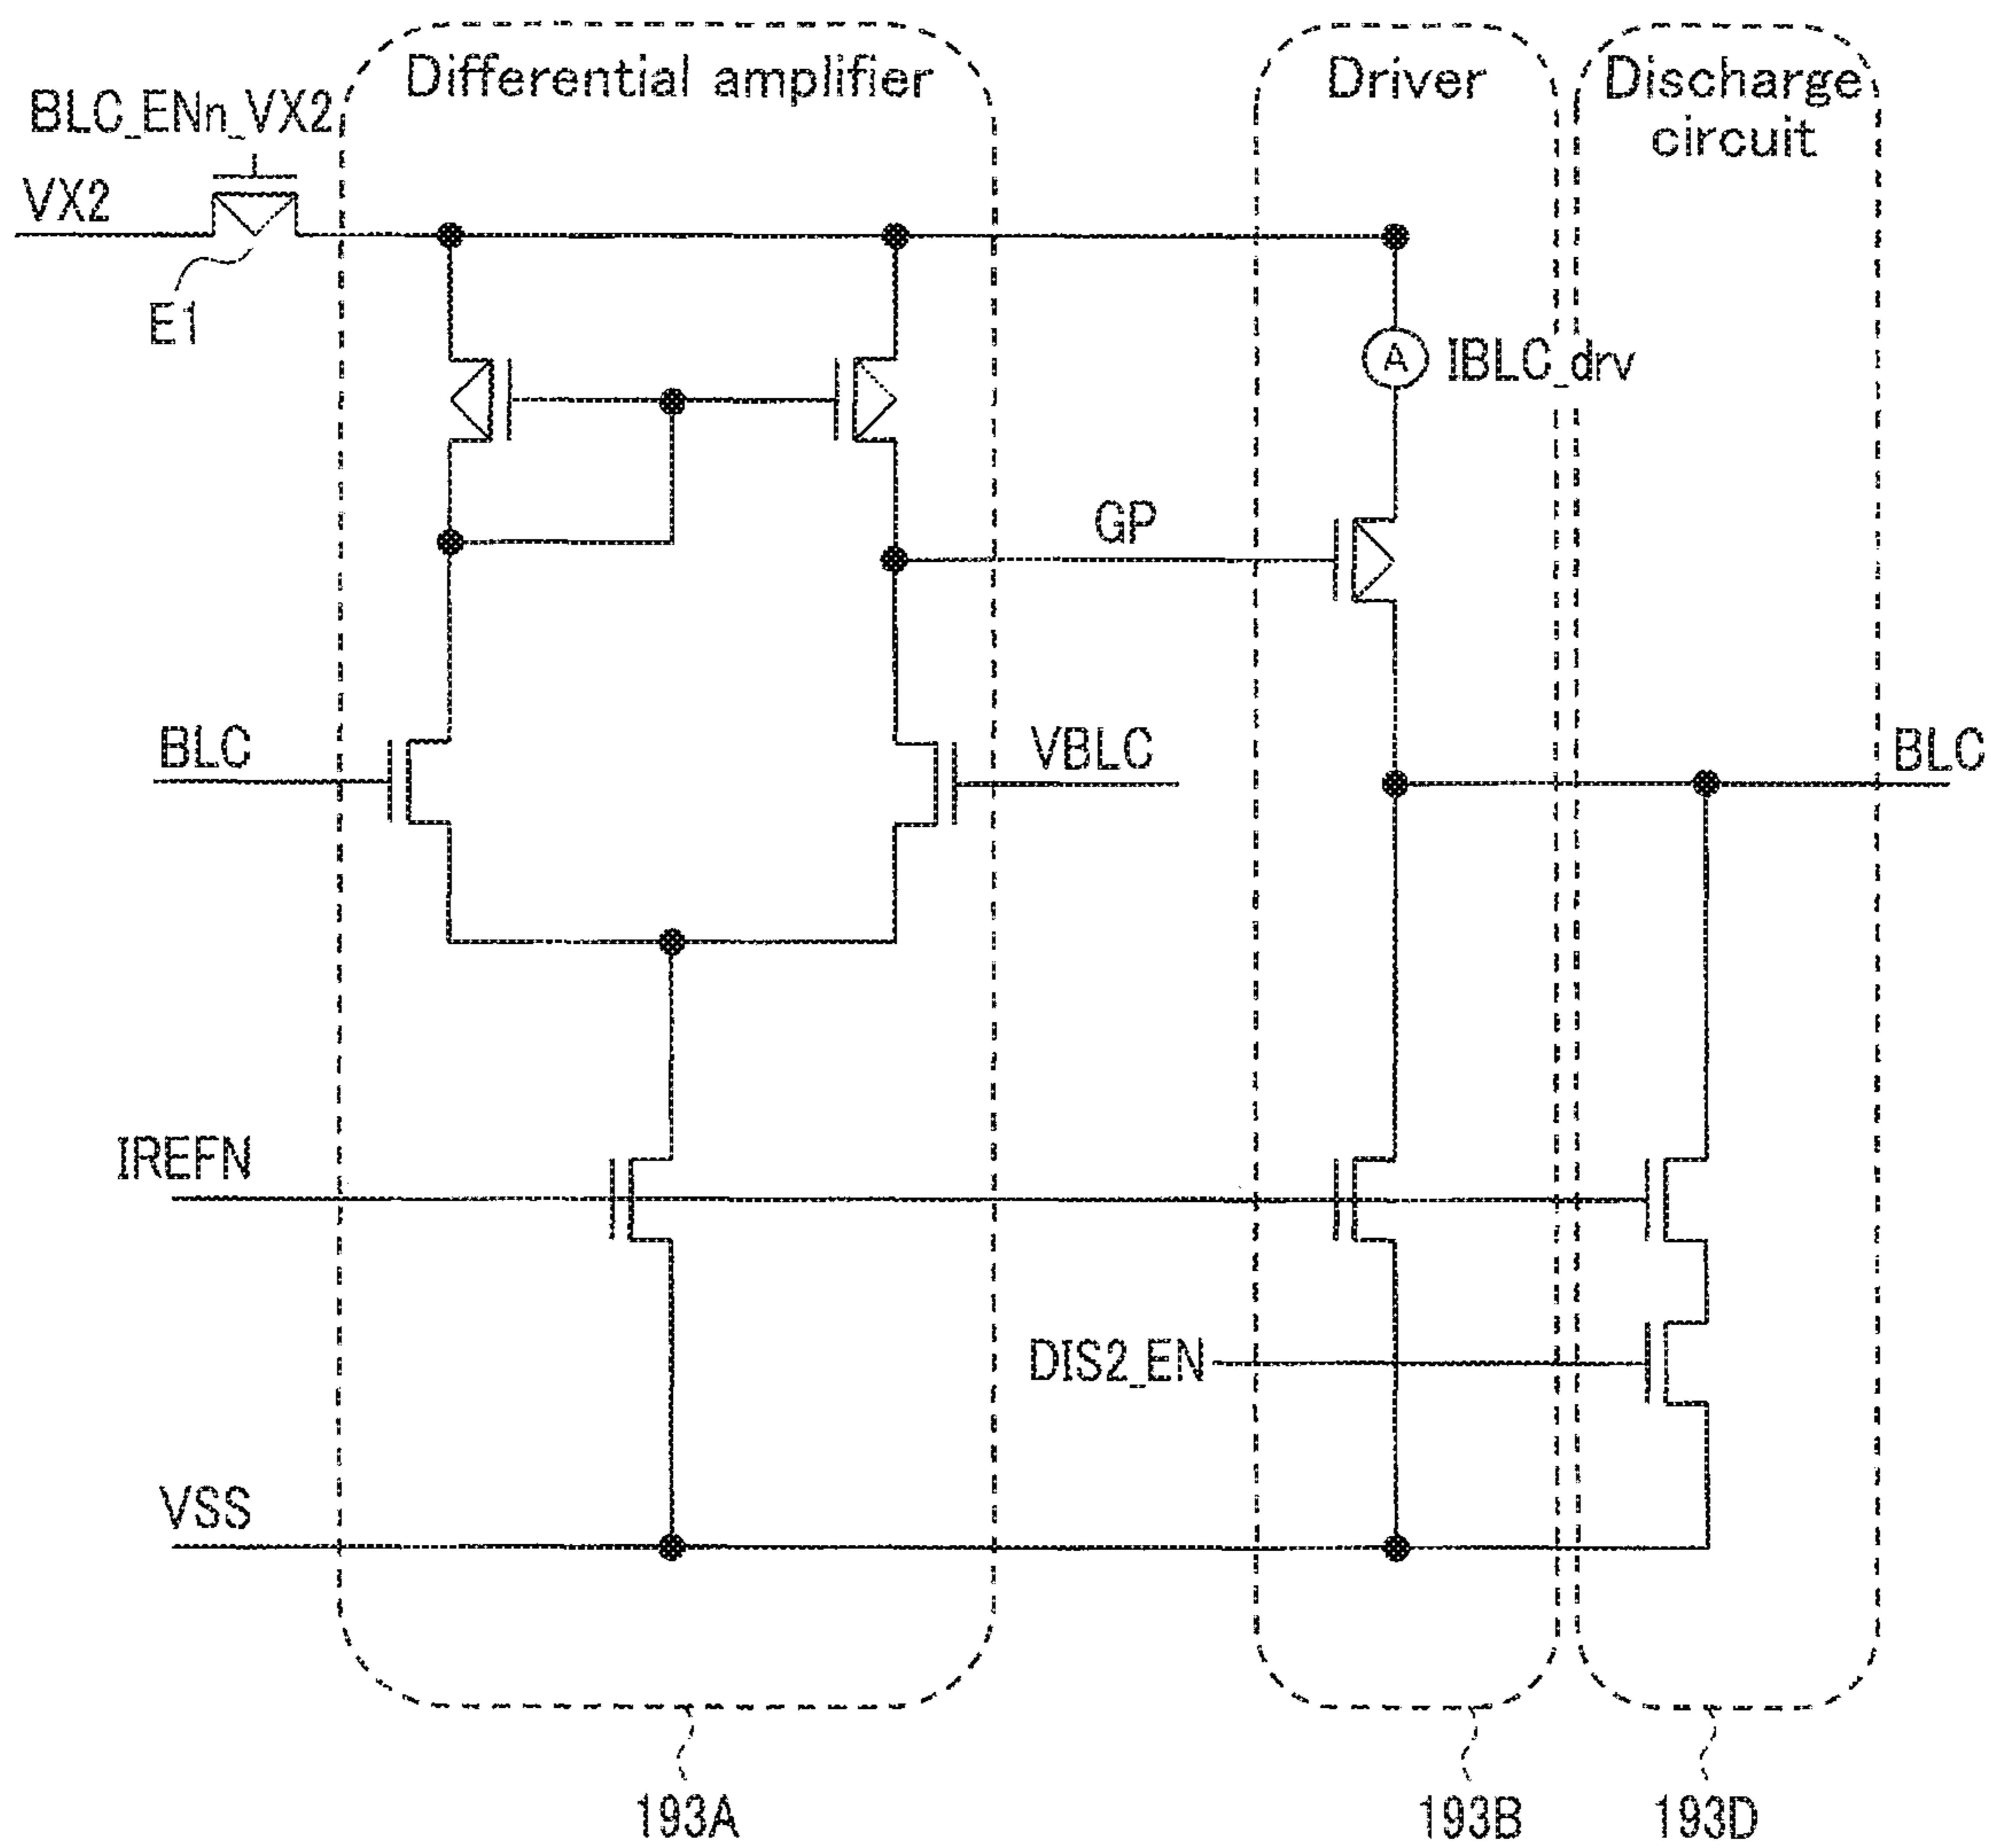 Differential amplifier
Driver
Discharge
circuit
BLC_ENn_VX2
VX2
E1
A
IBLC_drv
GP
BLC
VBLC
BLC
IREFN
DIS2_EN
VSS
193A
193B
193D